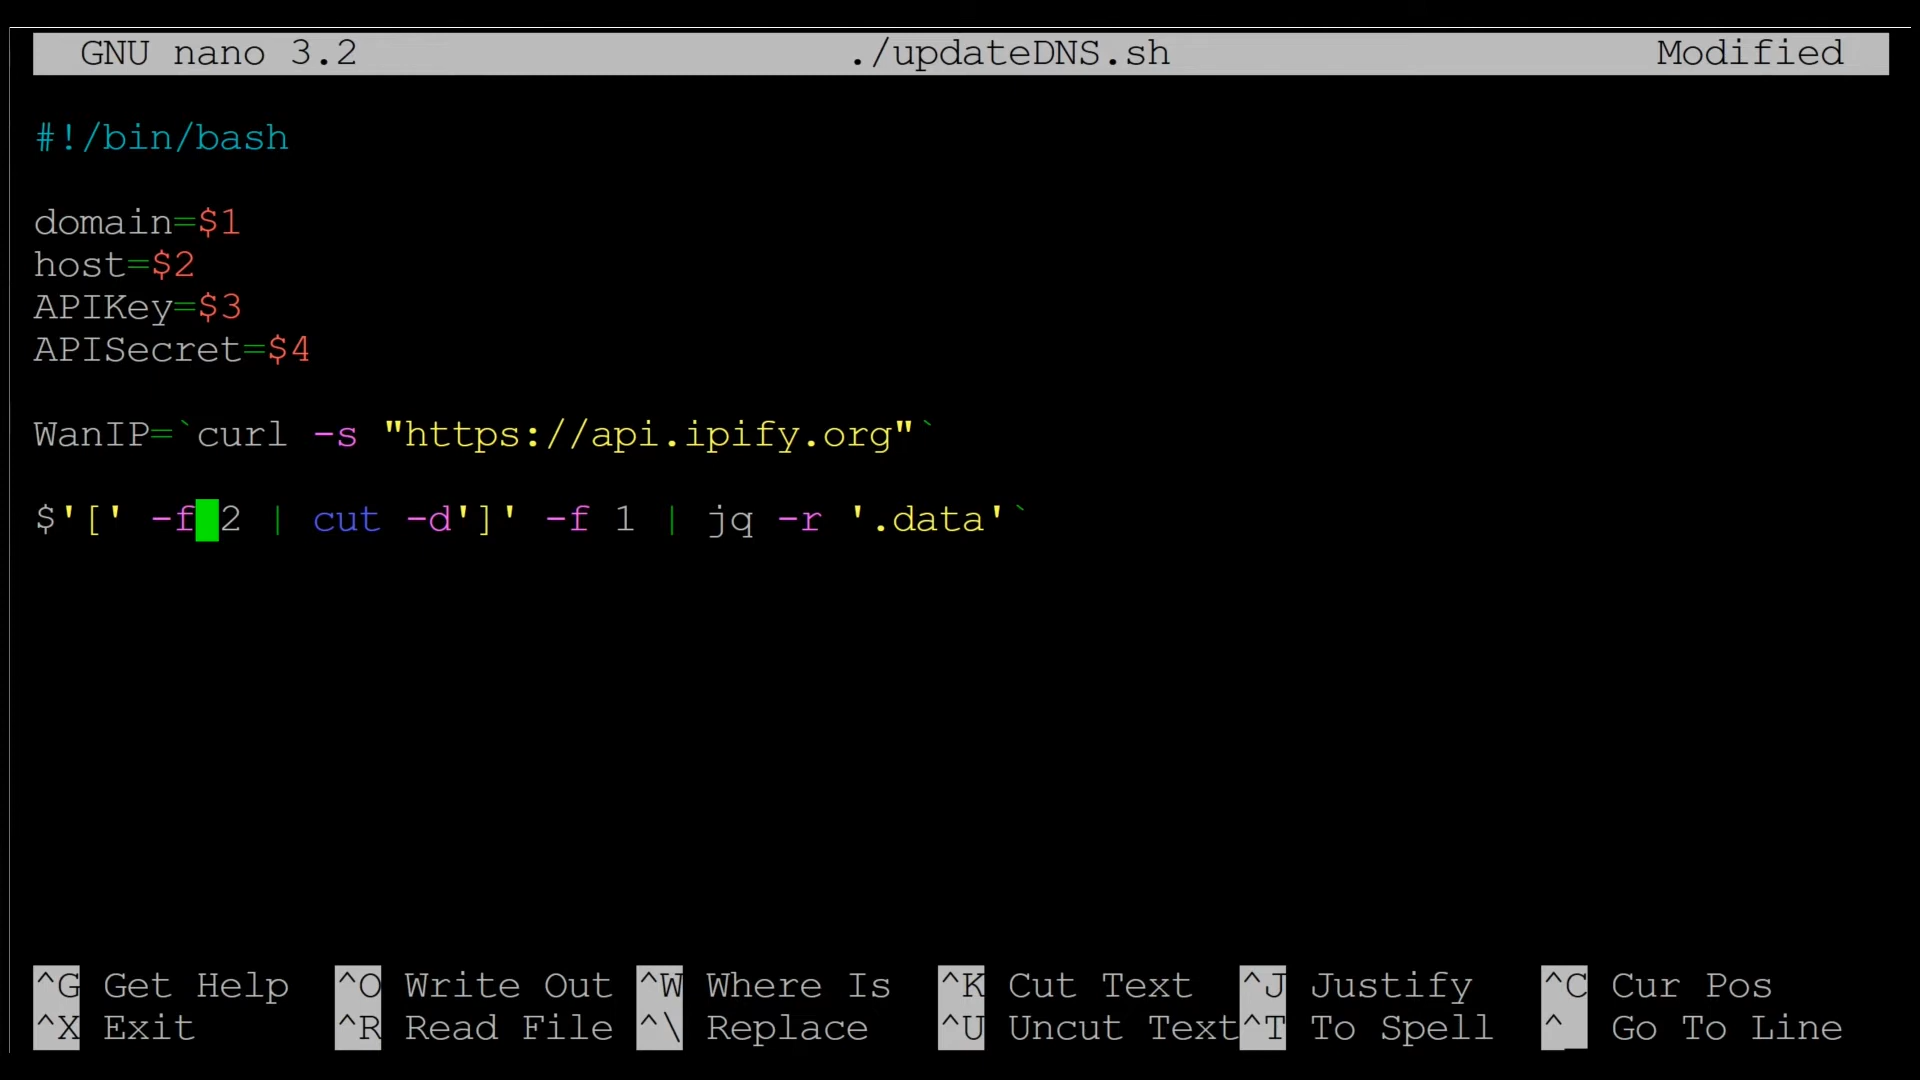 GNU nano 3.2 ./updateDNS.sh Modified
#!/bin/bash
domain=$1
host=$2
APIKey=$3
APISecret=$4
WanIP=`curl -s "https://api.ipify.org"`
$'[' -f 2 | cut -d']' -f 1 | jq -r '.data'`
^G Get Help ^O Write Out ^W Where Is ^K Cut Text ^J Justify ^C Cur Pos
^X Exit ^R Read File ^\ Replace ^U Uncut Text^T To Spell ^_ Go To Line